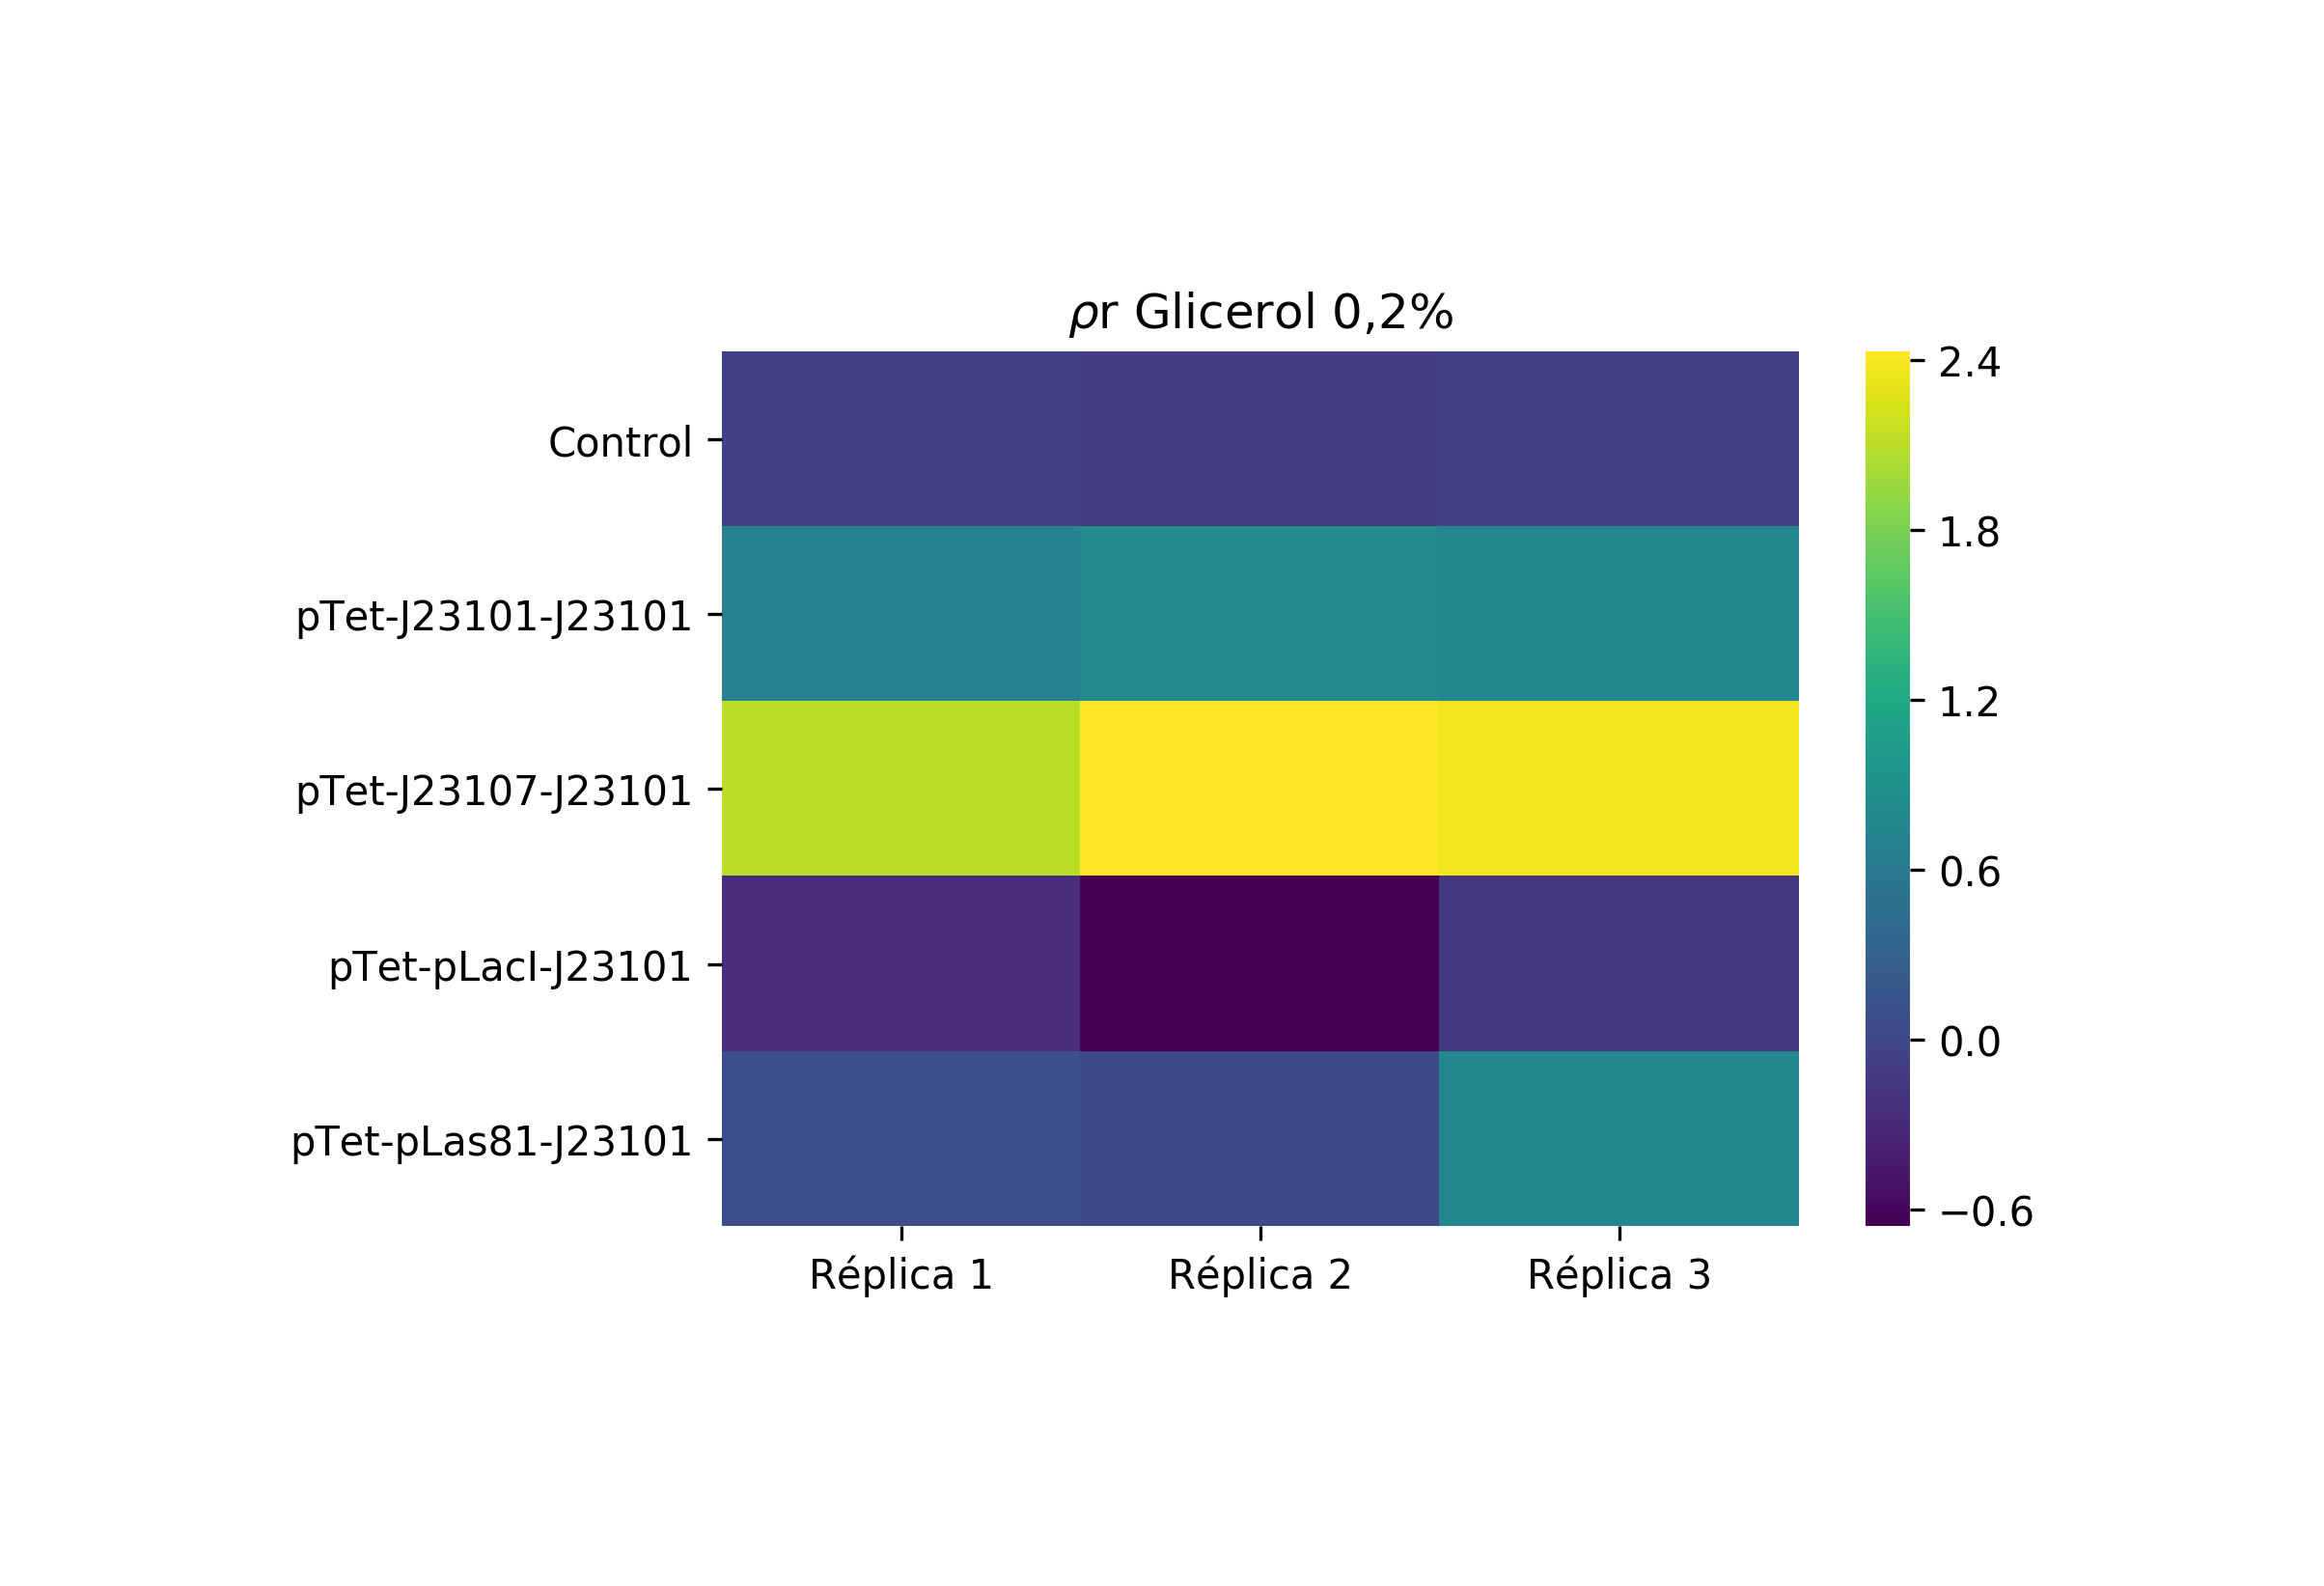 ρr Glicerol 0,2%
Control
pTet-J23101-J23101
pTet-J23107-J23101
pTet-pLacI-J23101
pTet-pLas81-J23101
Réplica 1 Réplica 2 Réplica 3
2.4
1.8
1.2
0.6
0.0
−0.6